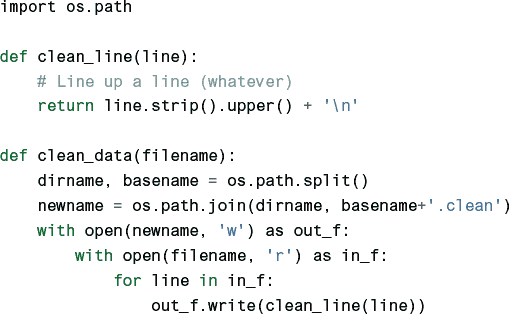 import os.path

def clean_line(line):
    # Line up a line (whatever)
    return line.strip().upper() + '\n'

def clean_data(filename):
    dirname, basename = os.path.split()
    newname = os.path.join(dirname, basename+'.clean')
    with open(newname, 'w') as out_f:
        with open(filename, 'r') as in_f:
            for line in in_f:
                out_f.write(clean_line(line))